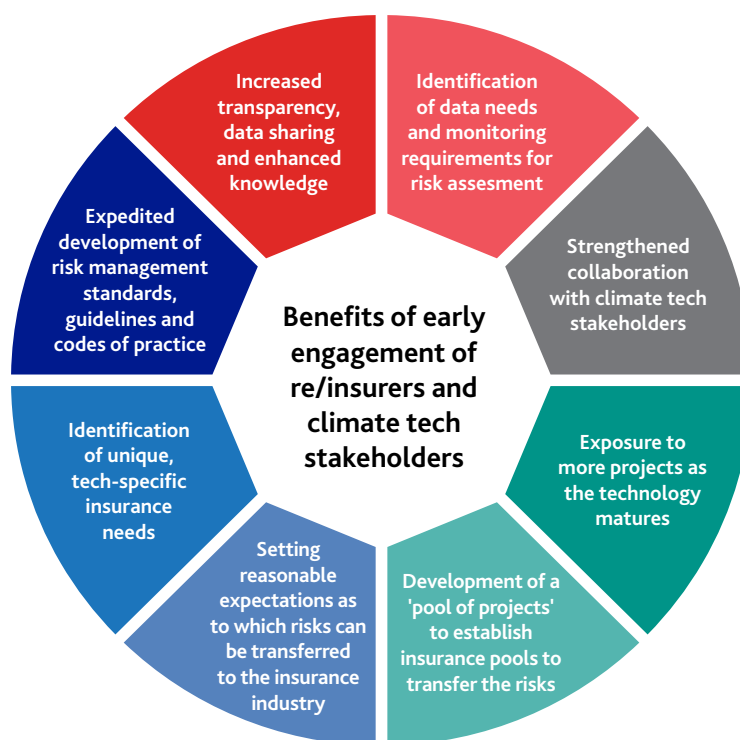 Benefits of early
engagement of
re/insurers and
climate tech
stakeholders
Identification
of data needs
and monitoring
requirements for
risk assesment
Strengthened
collaboration
with climate tech
stakeholders
Exposure to
more projects as
the technology
matures
Development of a
'pool of projects'
to establish
insurance pools to
transfer the risks
Setting
reasonable
expectations as
to which risks can
be transferred
to the insurance
industry
Identification
of unique,
tech-specific
insurance
needs
Expedited
development of
risk management
standards,
guidelines and
codes of practice
Increased
transparency,
data sharing
and enhanced
knowledge